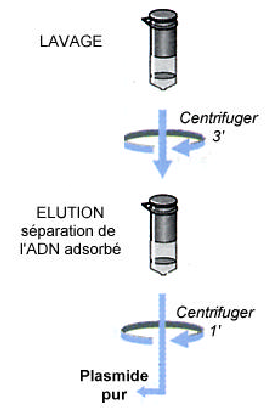 LAVAGE
Centrifuger
3'
ELUTION
séparation de
l'ADN adsorbé
Centrifuger
1'
Plasmide
pur